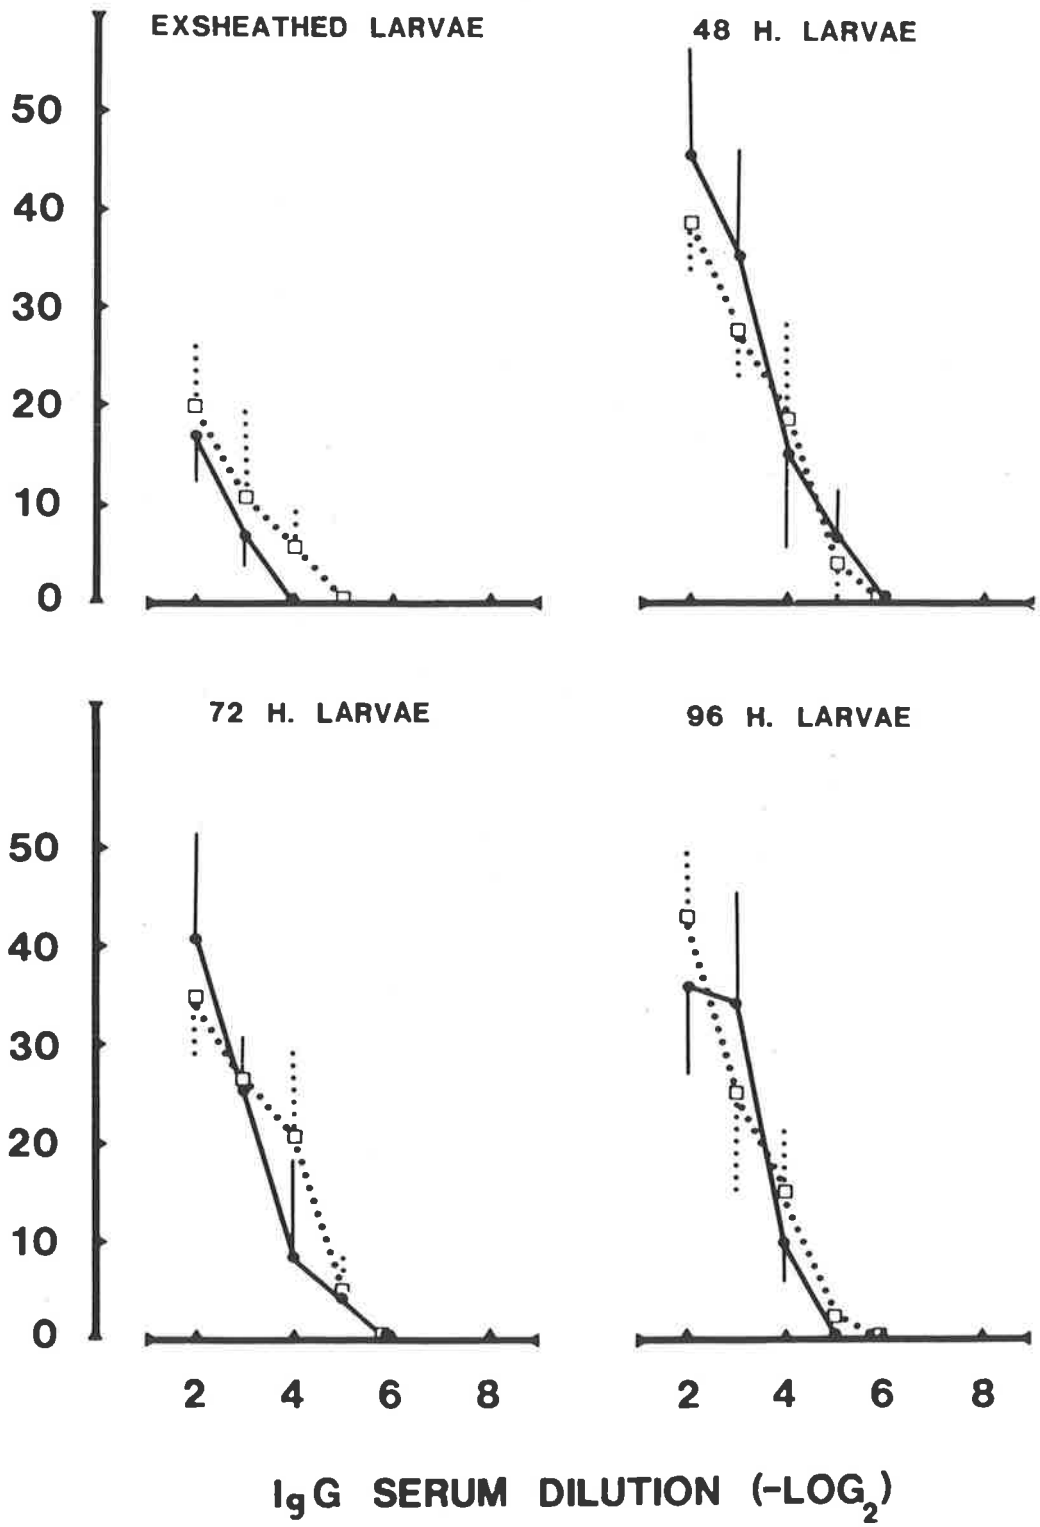 EXSHEATHED LARVAE
48 H. LARVAE
50
40
30
20
10
0
72 H. LARVAE
96 H. LARVAE
50
40
30
20
10
0
2 4 6 8
2 4 6 8
IgG SERUM DILUTION (-LOG2)